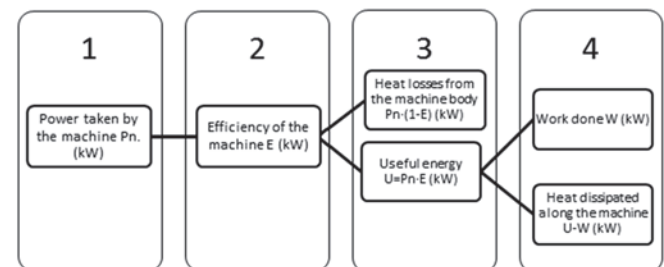 1
Power taken by
the machine Pn.
(kW)
2
Efficiency of the
machine E (kW)
3
Heat losses from
the machine body
Pn·(1-E) (kW)
Useful energy
U=Pn·E (kW)
4
Work done W (kW)
Heat dissipated
along the machine
U-W (kW)